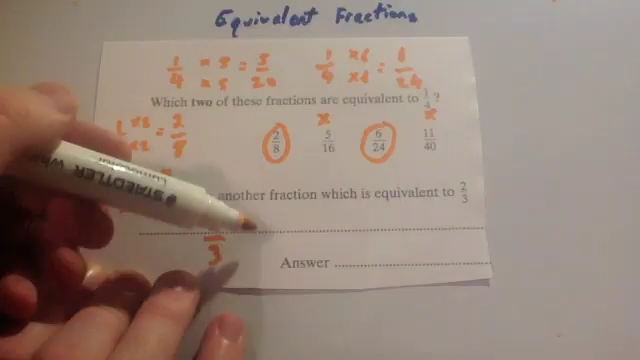 Equivalent Fractions
1/4 ×5 ×5 = 5/20 1/4 ×6 ×6 = 6/24
Which two of these fractions are equivalent to 1/4?
×2 ×2 = 2/8
2/8 5/16 6/24 11/40
× ×
another fraction which is equivalent to 2/3
3
Answer
STAEDTLER